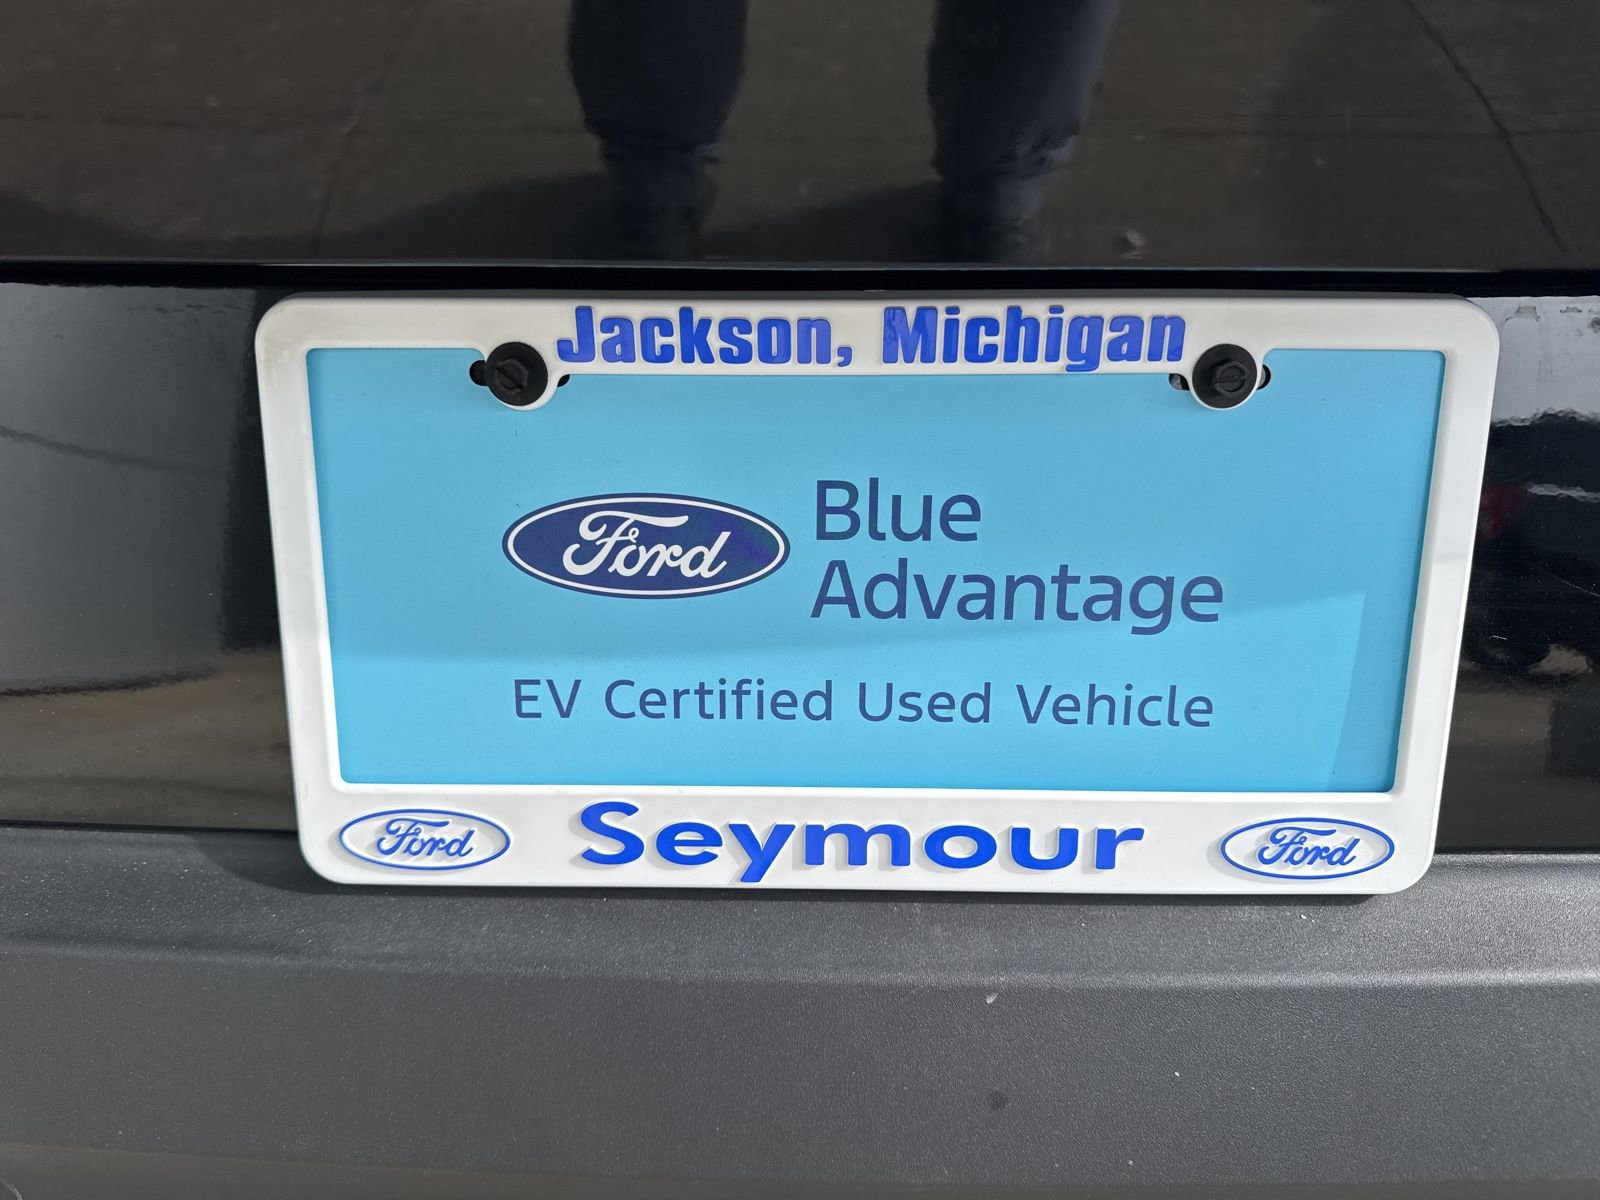 Jackson, Michigan
Ford
Blue
Advantage
EV Certified Used Vehicle
Ford Seymour Ford